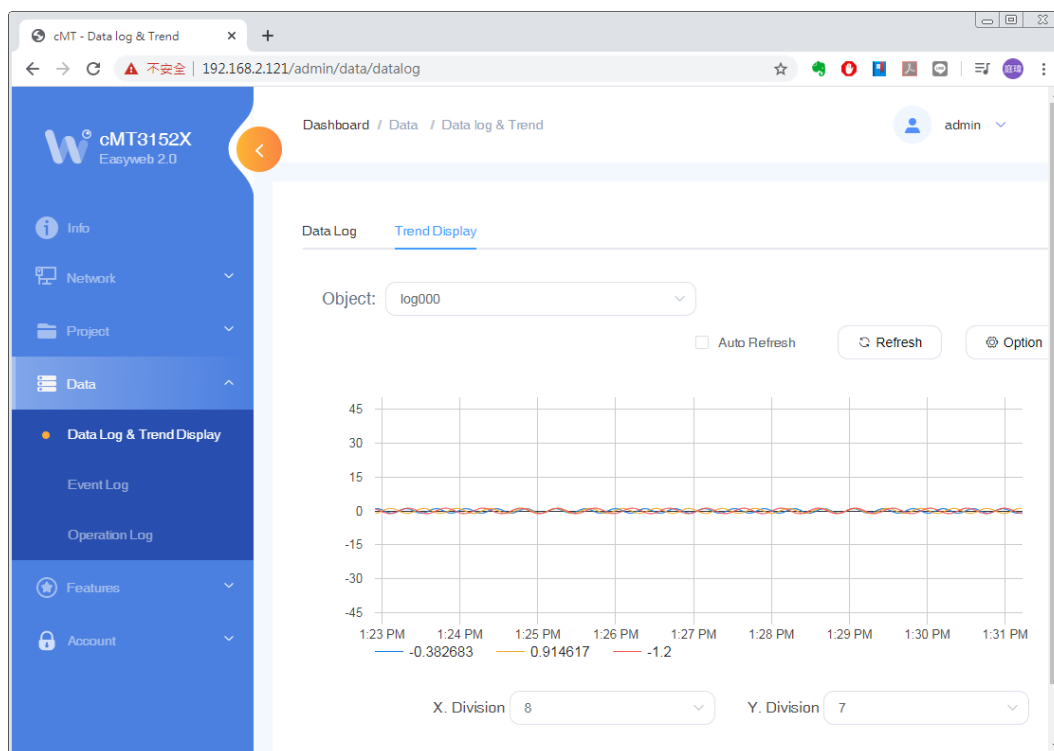 cMT - Data log & Trend
不安全 | 192.168.2.121/admin/data/datalog
cMT3152X
Easyweb 2.0
Dashboard / Data / Data log & Trend
admin
Info
Network
Project
Data
Data Log & Trend Display
Event Log
Operation Log
Features
Account
Data Log Trend Display
Object: log000
Auto Refresh Refresh Option
45
30
15
0
-15
-30
-45
1:23 PM 1:24 PM 1:25 PM 1:26 PM 1:27 PM 1:28 PM 1:29 PM 1:30 PM 1:31 PM
-0.382683 0.914617 -1.2
X. Division 8 Y. Division 7